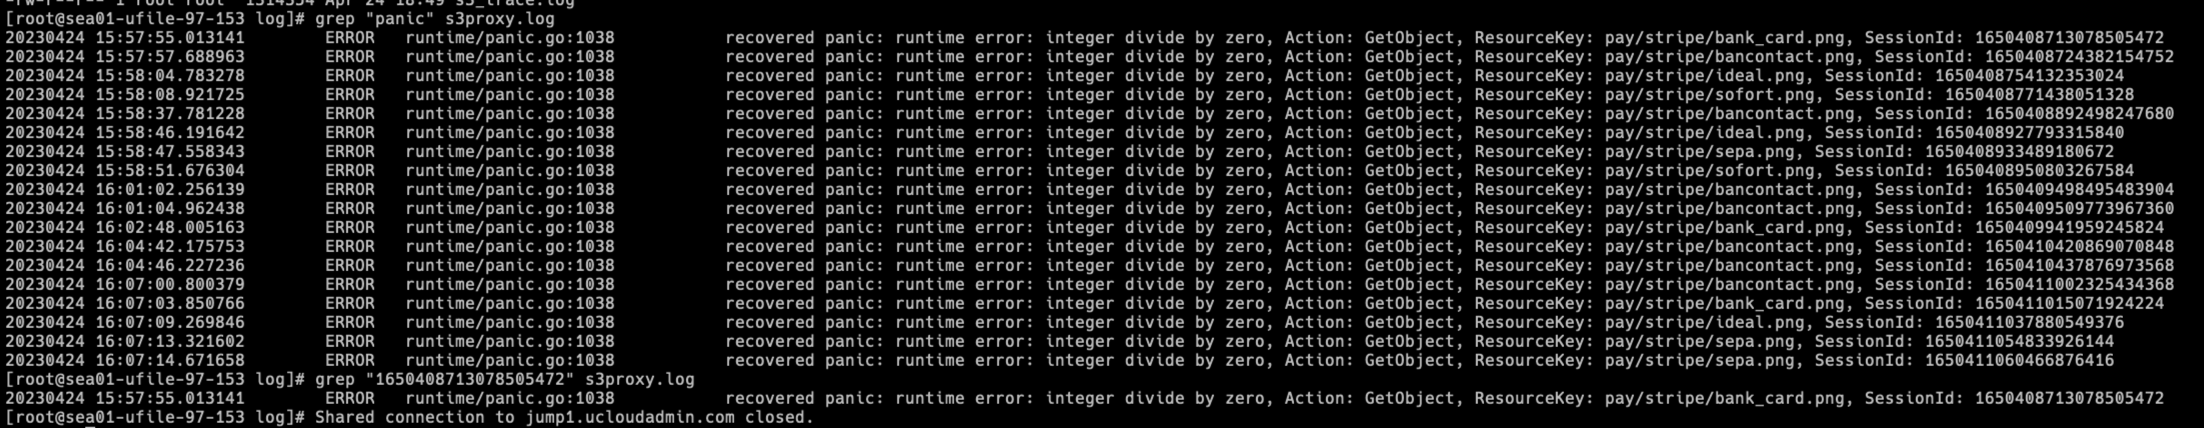 -rw-r--r-- 1 root root 1314354 Apr 24 18:49 s3_trace.log
[root@sea01-ufile-97-153 log]# grep "panic" s3proxy.log
20230424 15:57:55.013141 ERROR runtime/panic.go:1038 recovered panic: runtime error: integer divide by zero, Action: GetObject, ResourceKey: pay/stripe/bank_card.png, SessionId: 1650408713078505472
20230424 15:57:57.688963 ERROR runtime/panic.go:1038 recovered panic: runtime error: integer divide by zero, Action: GetObject, ResourceKey: pay/stripe/bancontact.png, SessionId: 1650408724382154752
20230424 15:58:04.783278 ERROR runtime/panic.go:1038 recovered panic: runtime error: integer divide by zero, Action: GetObject, ResourceKey: pay/stripe/ideal.png, SessionId: 1650408754132353024
20230424 15:58:08.921725 ERROR runtime/panic.go:1038 recovered panic: runtime error: integer divide by zero, Action: GetObject, ResourceKey: pay/stripe/sofort.png, SessionId: 1650408771438051328
20230424 15:58:37.781228 ERROR runtime/panic.go:1038 recovered panic: runtime error: integer divide by zero, Action: GetObject, ResourceKey: pay/stripe/bancontact.png, SessionId: 1650408892498247680
20230424 15:58:46.191642 ERROR runtime/panic.go:1038 recovered panic: runtime error: integer divide by zero, Action: GetObject, ResourceKey: pay/stripe/ideal.png, SessionId: 1650408927793315840
20230424 15:58:47.558343 ERROR runtime/panic.go:1038 recovered panic: runtime error: integer divide by zero, Action: GetObject, ResourceKey: pay/stripe/sepa.png, SessionId: 1650408933489180672
20230424 15:58:51.676304 ERROR runtime/panic.go:1038 recovered panic: runtime error: integer divide by zero, Action: GetObject, ResourceKey: pay/stripe/sofort.png, SessionId: 1650408950803267584
20230424 16:01:02.256139 ERROR runtime/panic.go:1038 recovered panic: runtime error: integer divide by zero, Action: GetObject, ResourceKey: pay/stripe/bancontact.png, SessionId: 1650409498495483904
20230424 16:01:04.962438 ERROR runtime/panic.go:1038 recovered panic: runtime error: integer divide by zero, Action: GetObject, ResourceKey: pay/stripe/bancontact.png, SessionId: 1650409509773967360
20230424 16:02:48.005163 ERROR runtime/panic.go:1038 recovered panic: runtime error: integer divide by zero, Action: GetObject, ResourceKey: pay/stripe/bank_card.png, SessionId: 1650409941959245824
20230424 16:04:42.175753 ERROR runtime/panic.go:1038 recovered panic: runtime error: integer divide by zero, Action: GetObject, ResourceKey: pay/stripe/bancontact.png, SessionId: 1650410420869070848
20230424 16:04:46.227236 ERROR runtime/panic.go:1038 recovered panic: runtime error: integer divide by zero, Action: GetObject, ResourceKey: pay/stripe/bancontact.png, SessionId: 1650410437876973568
20230424 16:07:00.800379 ERROR runtime/panic.go:1038 recovered panic: runtime error: integer divide by zero, Action: GetObject, ResourceKey: pay/stripe/bancontact.png, SessionId: 1650411002325434368
20230424 16:07:03.850766 ERROR runtime/panic.go:1038 recovered panic: runtime error: integer divide by zero, Action: GetObject, ResourceKey: pay/stripe/bank_card.png, SessionId: 1650411015071924224
20230424 16:07:09.269846 ERROR runtime/panic.go:1038 recovered panic: runtime error: integer divide by zero, Action: GetObject, ResourceKey: pay/stripe/ideal.png, SessionId: 1650411037880549376
20230424 16:07:13.321602 ERROR runtime/panic.go:1038 recovered panic: runtime error: integer divide by zero, Action: GetObject, ResourceKey: pay/stripe/sepa.png, SessionId: 1650411054833926144
20230424 16:07:14.671658 ERROR runtime/panic.go:1038 recovered panic: runtime error: integer divide by zero, Action: GetObject, ResourceKey: pay/stripe/sepa.png, SessionId: 1650411060466876416
[root@sea01-ufile-97-153 log]# grep "1650408713078505472" s3proxy.log
20230424 15:57:55.013141 ERROR runtime/panic.go:1038 recovered panic: runtime error: integer divide by zero, Action: GetObject, ResourceKey: pay/stripe/bank_card.png, SessionId: 1650408713078505472
[root@sea01-ufile-97-153 log]# Shared connection to jump1.ucloudadmin.com closed.